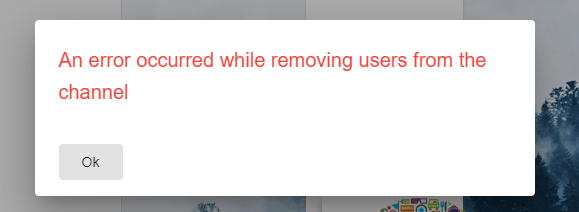 An error occurred while removing users from the
channel
Ok